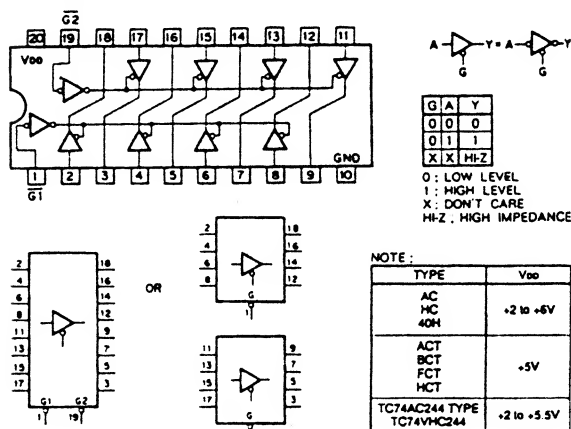 G2
20 19 18 17 16 15 14 13 12 11
VDD
GND
1 2 3 4 5 6 7 8 9 10
G1
A Y = A Y
G G
G A Y
0 0 0
0 1 1
X X HI-Z
0 : LOW LEVEL
1 : HIGH LEVEL
X : DON'T CARE
HI-Z : HIGH IMPEDANCE
2 18
4 16
6 14
8 12
11 9
13 7
15 5
17 3
G1 G2
1 19
OR
2 18
4 16
6 14
8 12
G
1
11 9
13 7
15 5
17 3
G
NOTE :
TYPE VDD
AC
HC +2 to +6V
40H
ACT
BCT +5V
FCT
HCT
TC74AC244 TYPE +2 to +5.5V
TC74VHC244